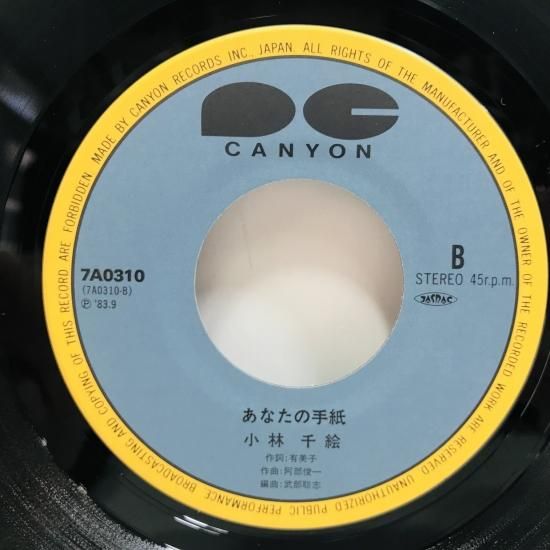 MADE BY CANYON RECORDS INC., JAPAN. ALL RIGHTS OF THE MANUFACTURER AND OF THE OWNER OF THE RECORDED WORK ARE RESERVED UNAUTHORIZED PUBLIC PERFORMANCE BROADCASTING AND COPYING OF THIS RECORD ARE FORBIDDEN
CANYON
7A0310
(7A0310-B)
Ⓟ '83.9
B
STEREO 45r.p.m.
JASRAC
あなたの手紙
小林 千絵
作詞:有美子
作曲:阿部俊一
編曲:武部聡志